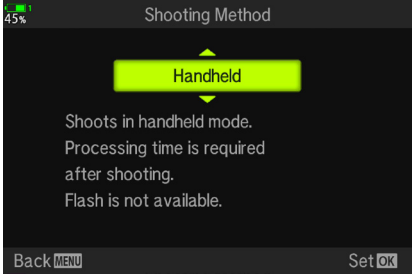 1
45%
Shooting Method
Handheld
Shoots in handheld mode.
Processing time is required
after shooting.
Flash is not available.
Back MENU
Set OK